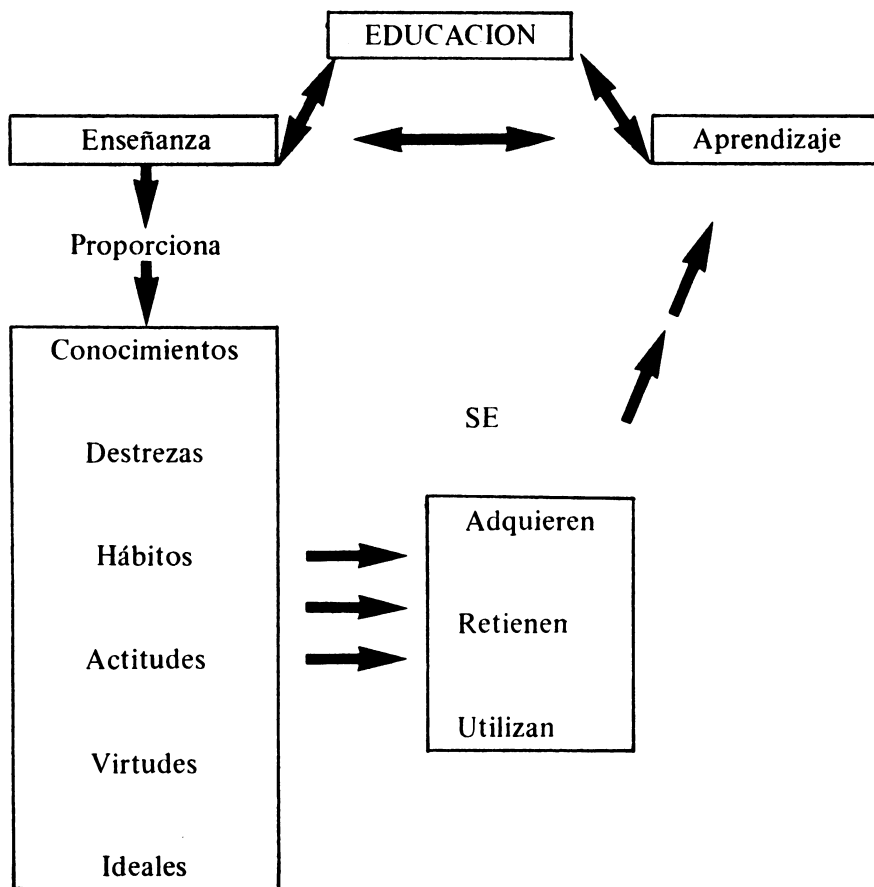 EDUCACION
Enseñanza
Aprendizaje
Proporciona
Conocimientos
Destrezas
Hábitos
Actitudes
Virtudes
Ideales
SE
Adquieren
Retienen
Utilizan